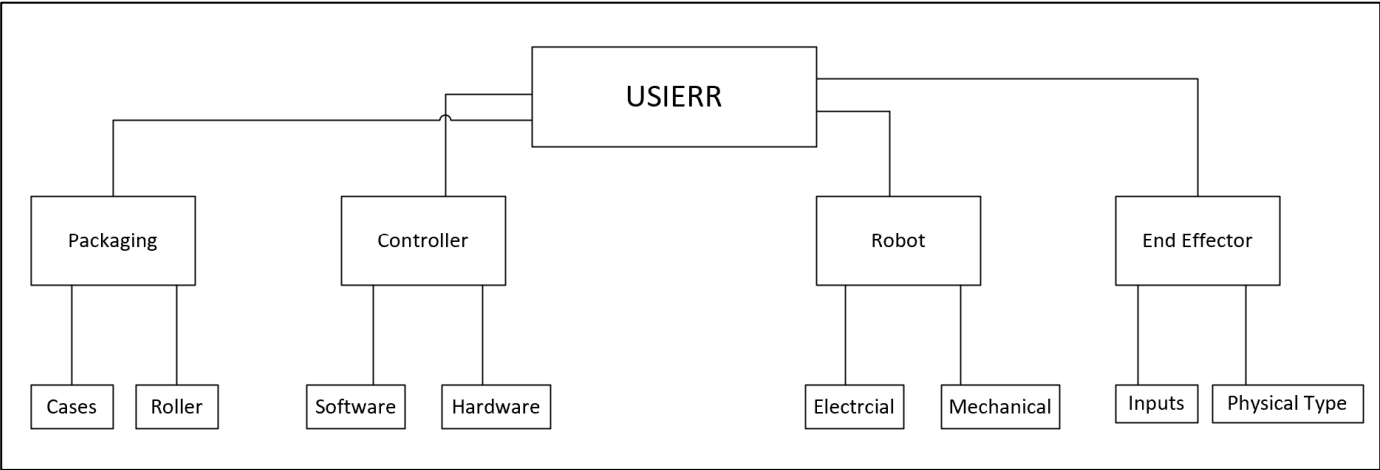 USIERR
Packaging
Controller
Robot
End Effector
Cases
Roller
Software
Hardware
Electrcial
Mechanical
Inputs
Physical Type